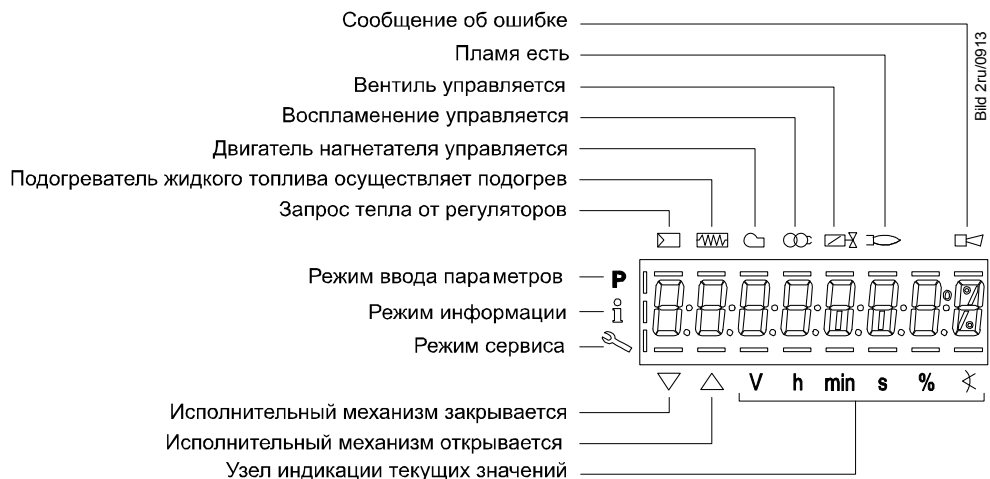 Сообщение об ошибке
Пламя есть
Вентиль управляется
Воспламенение управляется
Двигатель нагнетателя управляется
Подогреватель жидкого топлива осуществляет подогрев
Запрос тепла от регуляторов
Режим ввода параметров P
Режим информации i
Режим сервиса
V h min s %
Исполнительный механизм закрывается
Исполнительный механизм открывается
Узел индикации текущих значений
Bild 2ru/0913